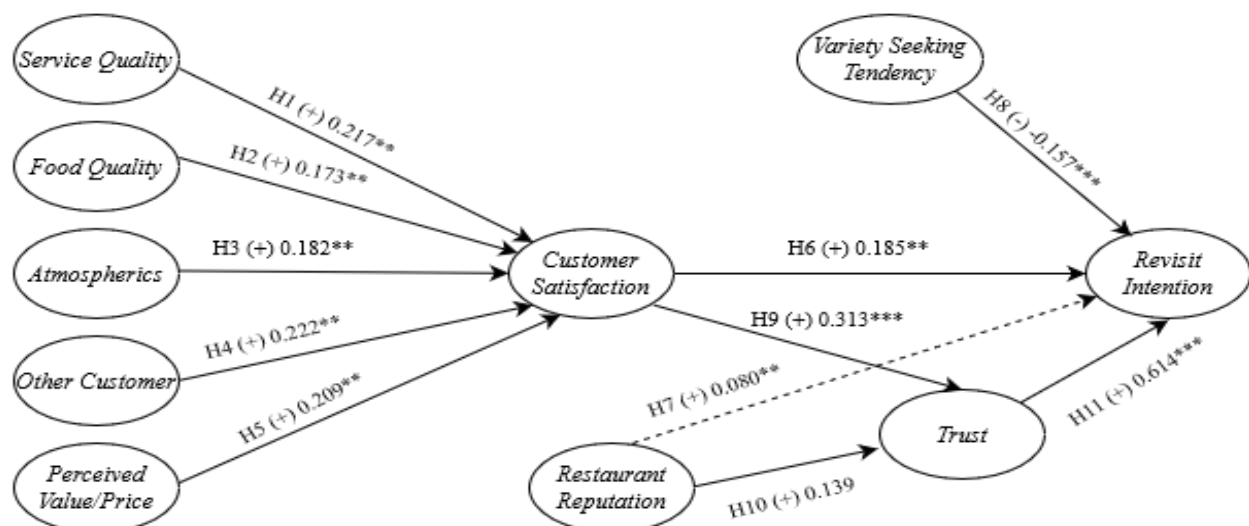 Service Quality
H1 (+) 0.217**
Food Quality
H2 (+) 0.173**
Atmospherics
H3 (+) 0.182**
Other Customer
H4 (+) 0.222**
Perceived
Value/Price
H5 (+) 0.209**
Customer
Satisfaction
H6 (+) 0.185**
H9 (+) 0.313***
H7 (+) 0.080**
Restaurant
Reputation
H10 (+) 0.139
Trust
H11 (+) 0.614***
Variety Seeking
Tendency
H8 (-) -0.157***
Revisit
Intention